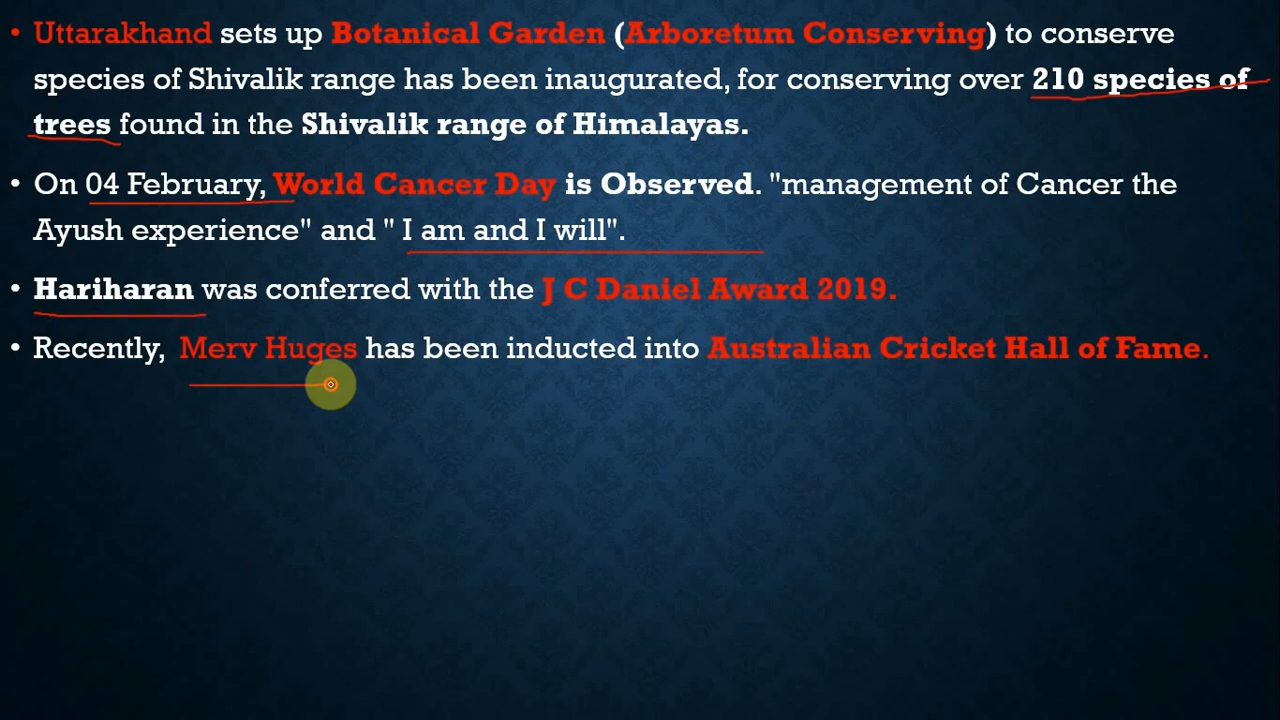 • Uttarakhand sets up Botanical Garden (Arboretum Conserving) to conserve
species of Shivalik range has been inaugurated, for conserving over 210 species of
trees found in the Shivalik range of Himalayas.
• On 04 February, World Cancer Day is Observed. "management of Cancer the
Ayush experience" and " I am and I will".
• Hariharan was conferred with the J C Daniel Award 2019.
• Recently, Merv Huges has been inducted into Australian Cricket Hall of Fame.